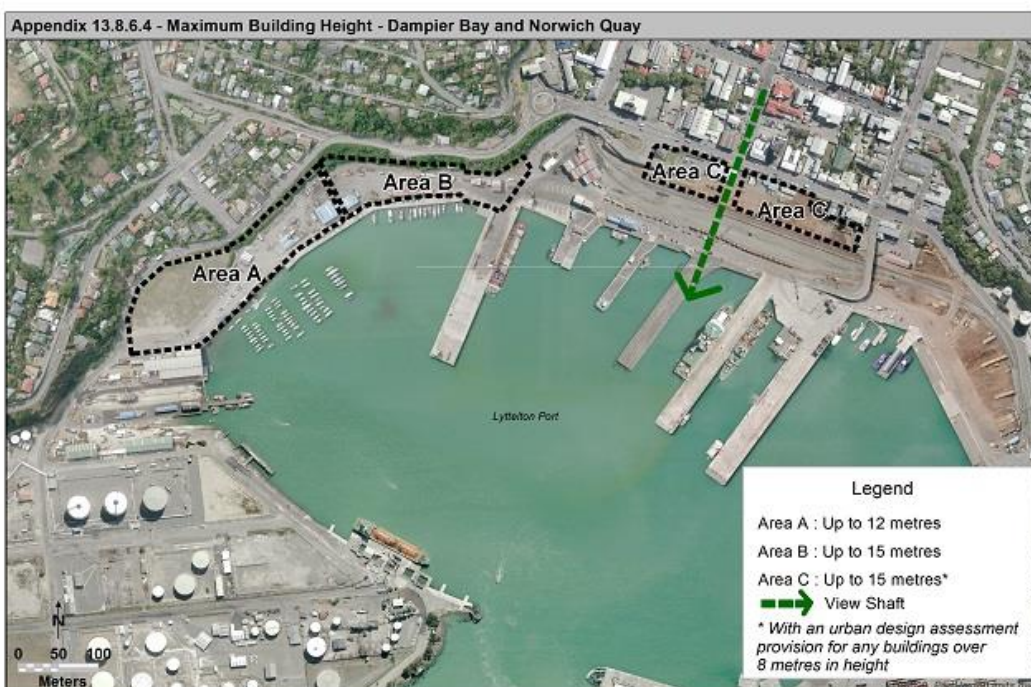 Appendix 13.8.6.4 - Maximum Building Height - Dampier Bay and Norwich Quay
Area C
Area B
Area C
Area A
Lyttelton Port
Legend
Area A : Up to 12 metres
Area B : Up to 15 metres
Area C : Up to 15 metres*
View Shaft
* With an urban design assessment
provision for any buildings over
8 metres in height
N
0 50 100
Meters